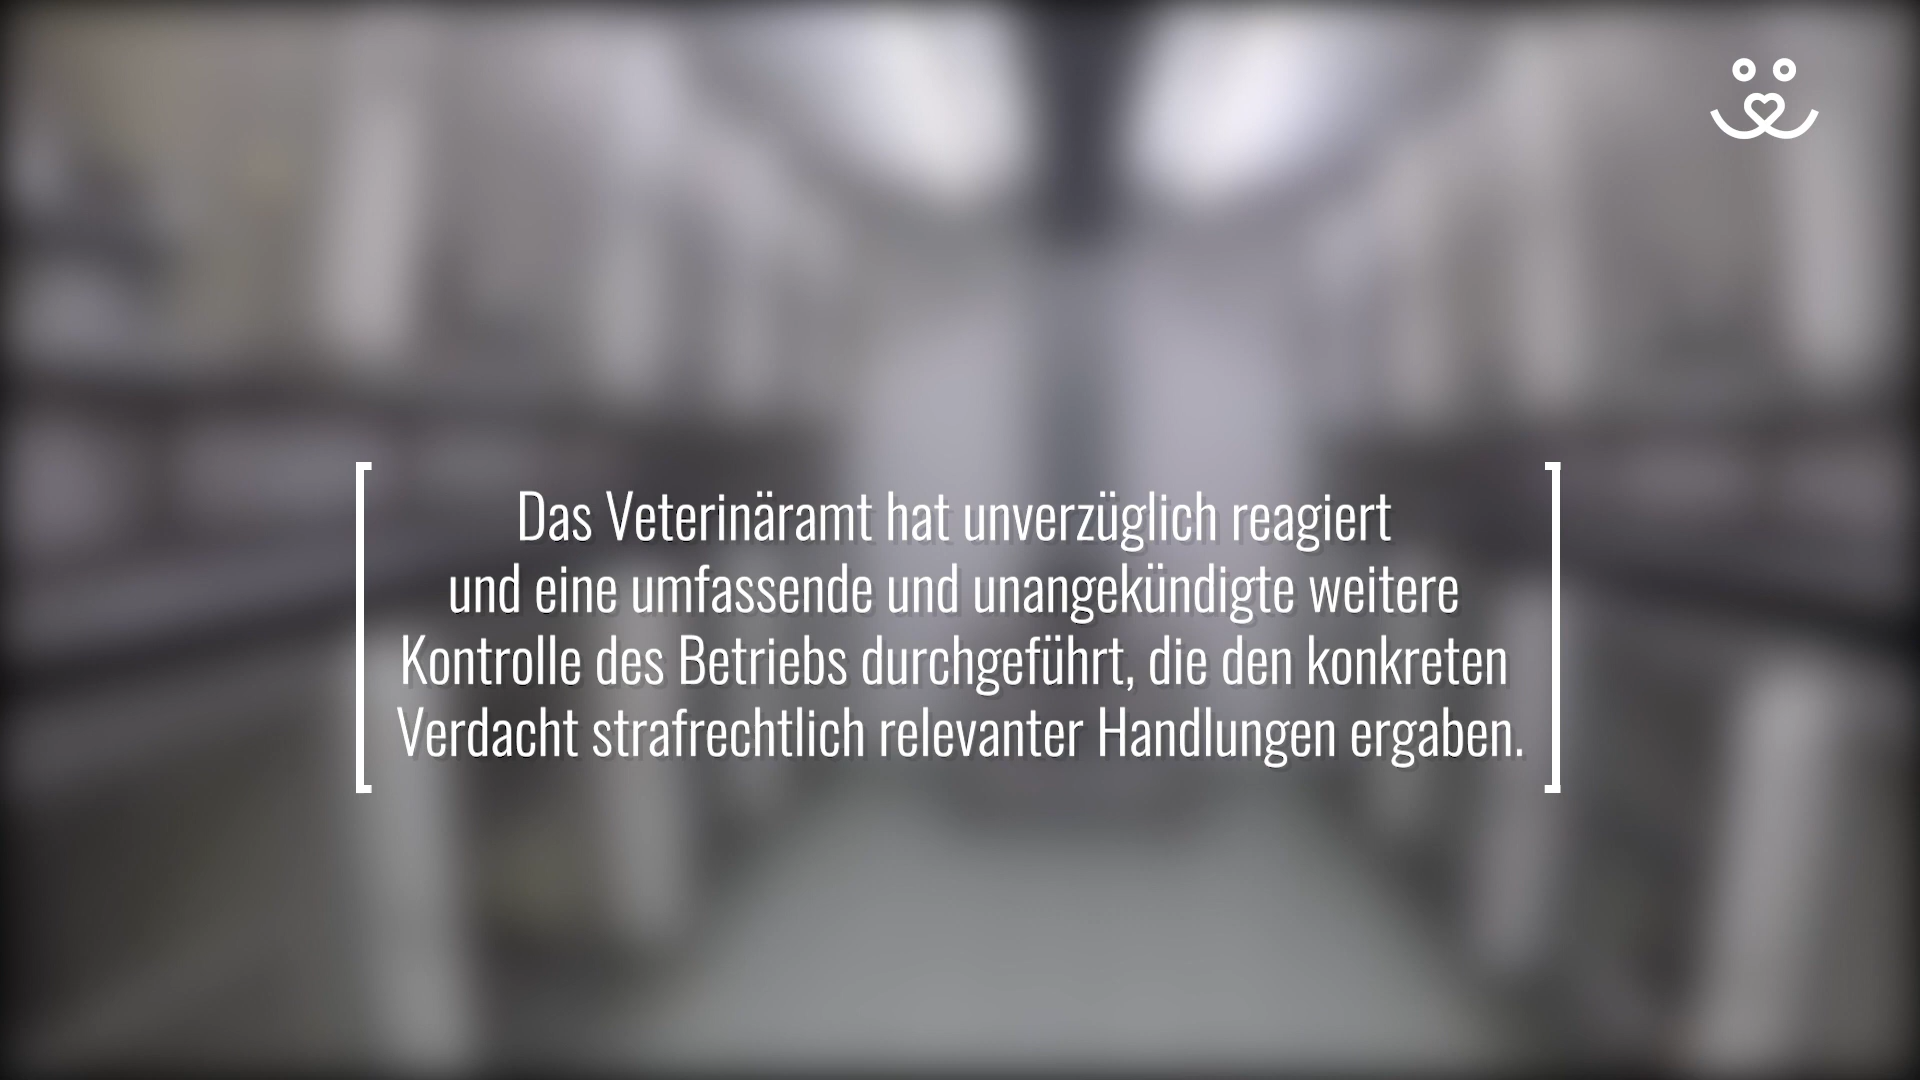 Das Veterinäramt hat unverzüglich reagiert
und eine umfassende und unangekündigte weitere
Kontrolle des Betriebs durchgeführt, die den konkreten
Verdacht strafrechtlich relevanter Handlungen ergaben.